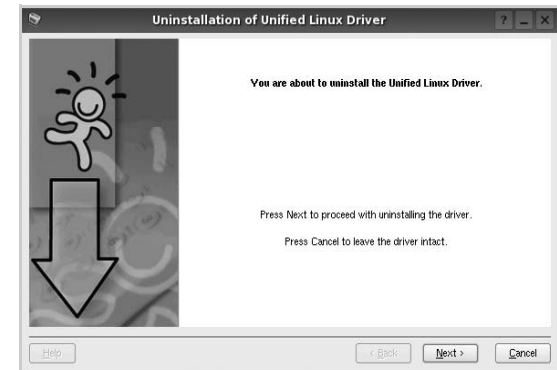 Uninstallation of Unified Linux Driver
You are about to uninstall the Unified Linux Driver.
Press Next to proceed with uninstalling the driver.
Press Cancel to leave the driver intact.
Help
< Back
Next >
Cancel